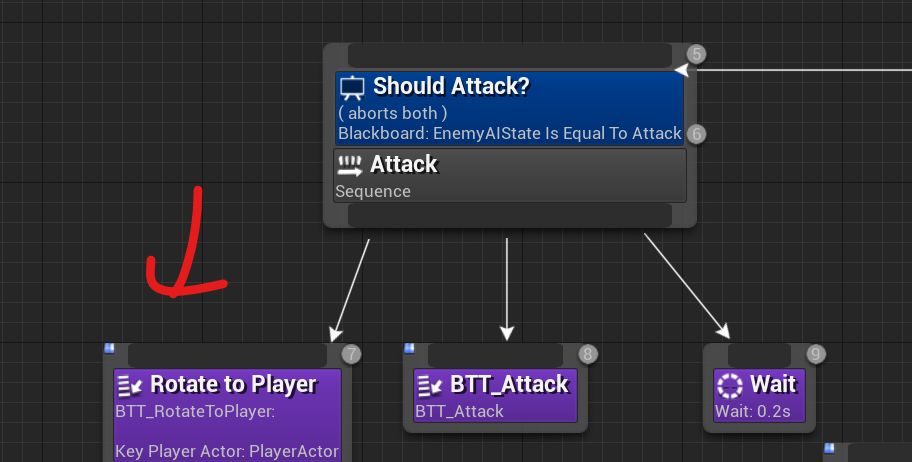 5
Should Attack?
( aborts both )
Blackboard: EnemyAIState Is Equal To Attack
6
Attack
Sequence
7
Rotate to Player
BTT_RotateToPlayer:
Key Player Actor: PlayerActor
8
BTT_Attack
BTT_Attack
9
Wait
Wait: 0.2s